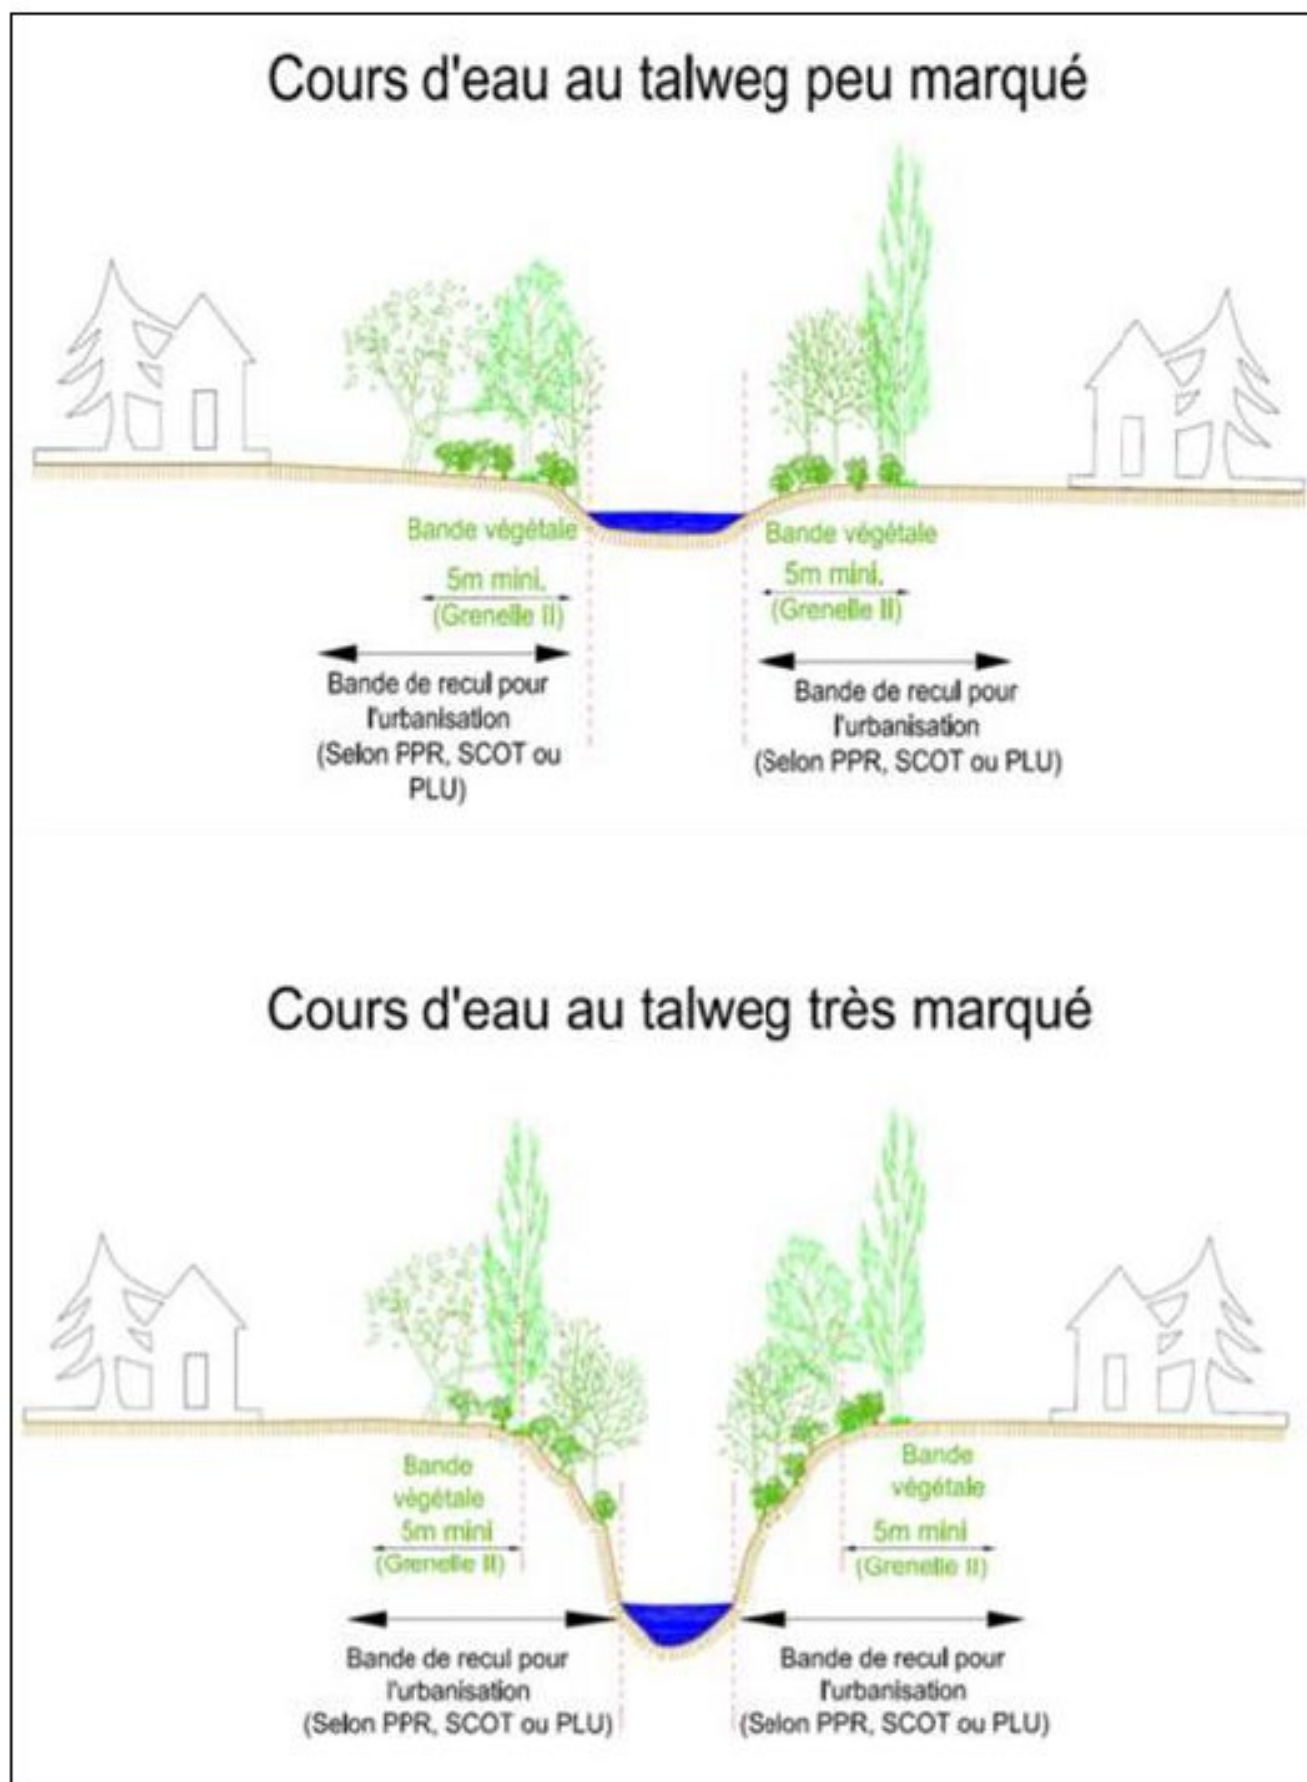 Cours d'eau au talweg peu marqué
Bande végétale
5m mini.
(Grenelle II)
Bande de recul pour
l'urbanisation
(Selon PPR, SCOT ou
PLU)
Bande végétale
5m mini.
(Grenelle II)
Bande de recul pour
l'urbanisation
(Selon PPR, SCOT ou PLU)
Cours d'eau au talweg très marqué
Bande
végétale
5m mini
(Grenelle II)
Bande de recul pour
l'urbanisation
(Selon PPR, SCOT ou PLU)
Bande
végétale
5m mini
(Grenelle II)
Bande de recul pour
l'urbanisation
(Selon PPR, SCOT ou PLU)